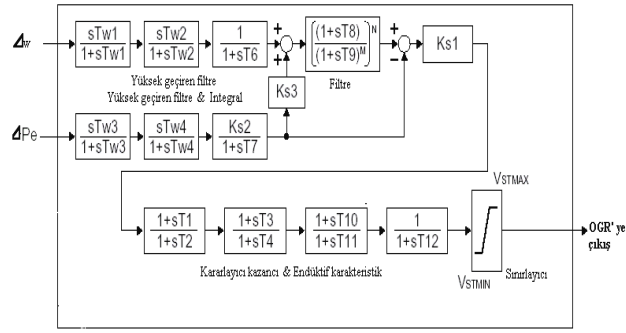 Δw
sTw1
1+sTw1
sTw2
1+sTw2
1
1+sT6
+
+
(1+sT8)
(1+sT9)^M
N
+
−
Ks1
Yüksek geçiren filtre
Yüksek geçiren filtre & Integral
Ks3
Filtre
ΔPe
sTw3
1+sTw3
sTw4
1+sTw4
Ks2
1+sT7
VSTMAX
1+sT1
1+sT2
1+sT3
1+sT4
1+sT10
1+sT11
1
1+sT12
OGR' ye
çıkış
VSTMIN
Sınırlayıcı
Kararlayıcı kazancı & Endüktif karakteristik